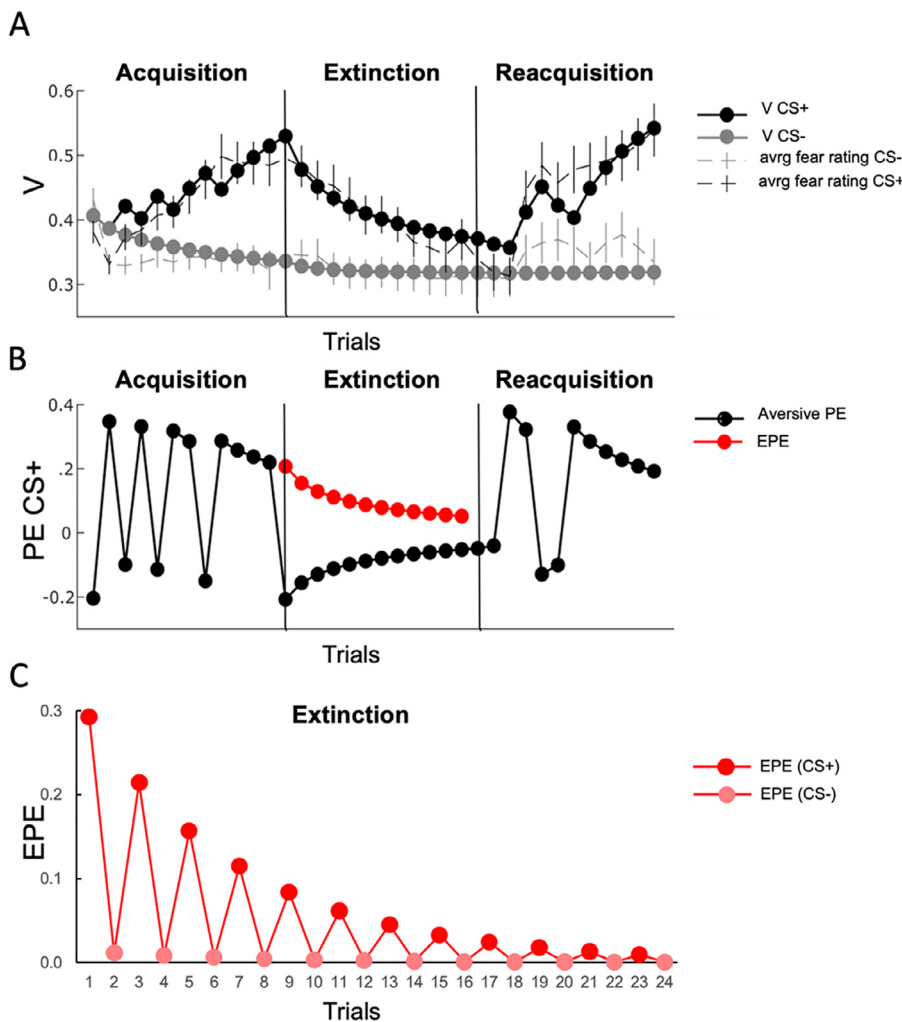 A
Acquisition Extinction Reacquisition
0.6
0.5
0.4
0.3
V
Trials
V CS+
V CS-
avrg fear rating CS-
avrg fear rating CS+
B
Acquisition Extinction Reacquisition
0.4
.2
0
-0.2
PE CS+
Trials
Aversive PE
EPE
C
Extinction
0.3
0.2
0.1
0.0
EPE
1 2 3 4 5 6 7 8 9 10 11 12 13 14 15 16 17 18 19 20 21 22 23 24
Trials
EPE (CS+)
EPE (CS-)